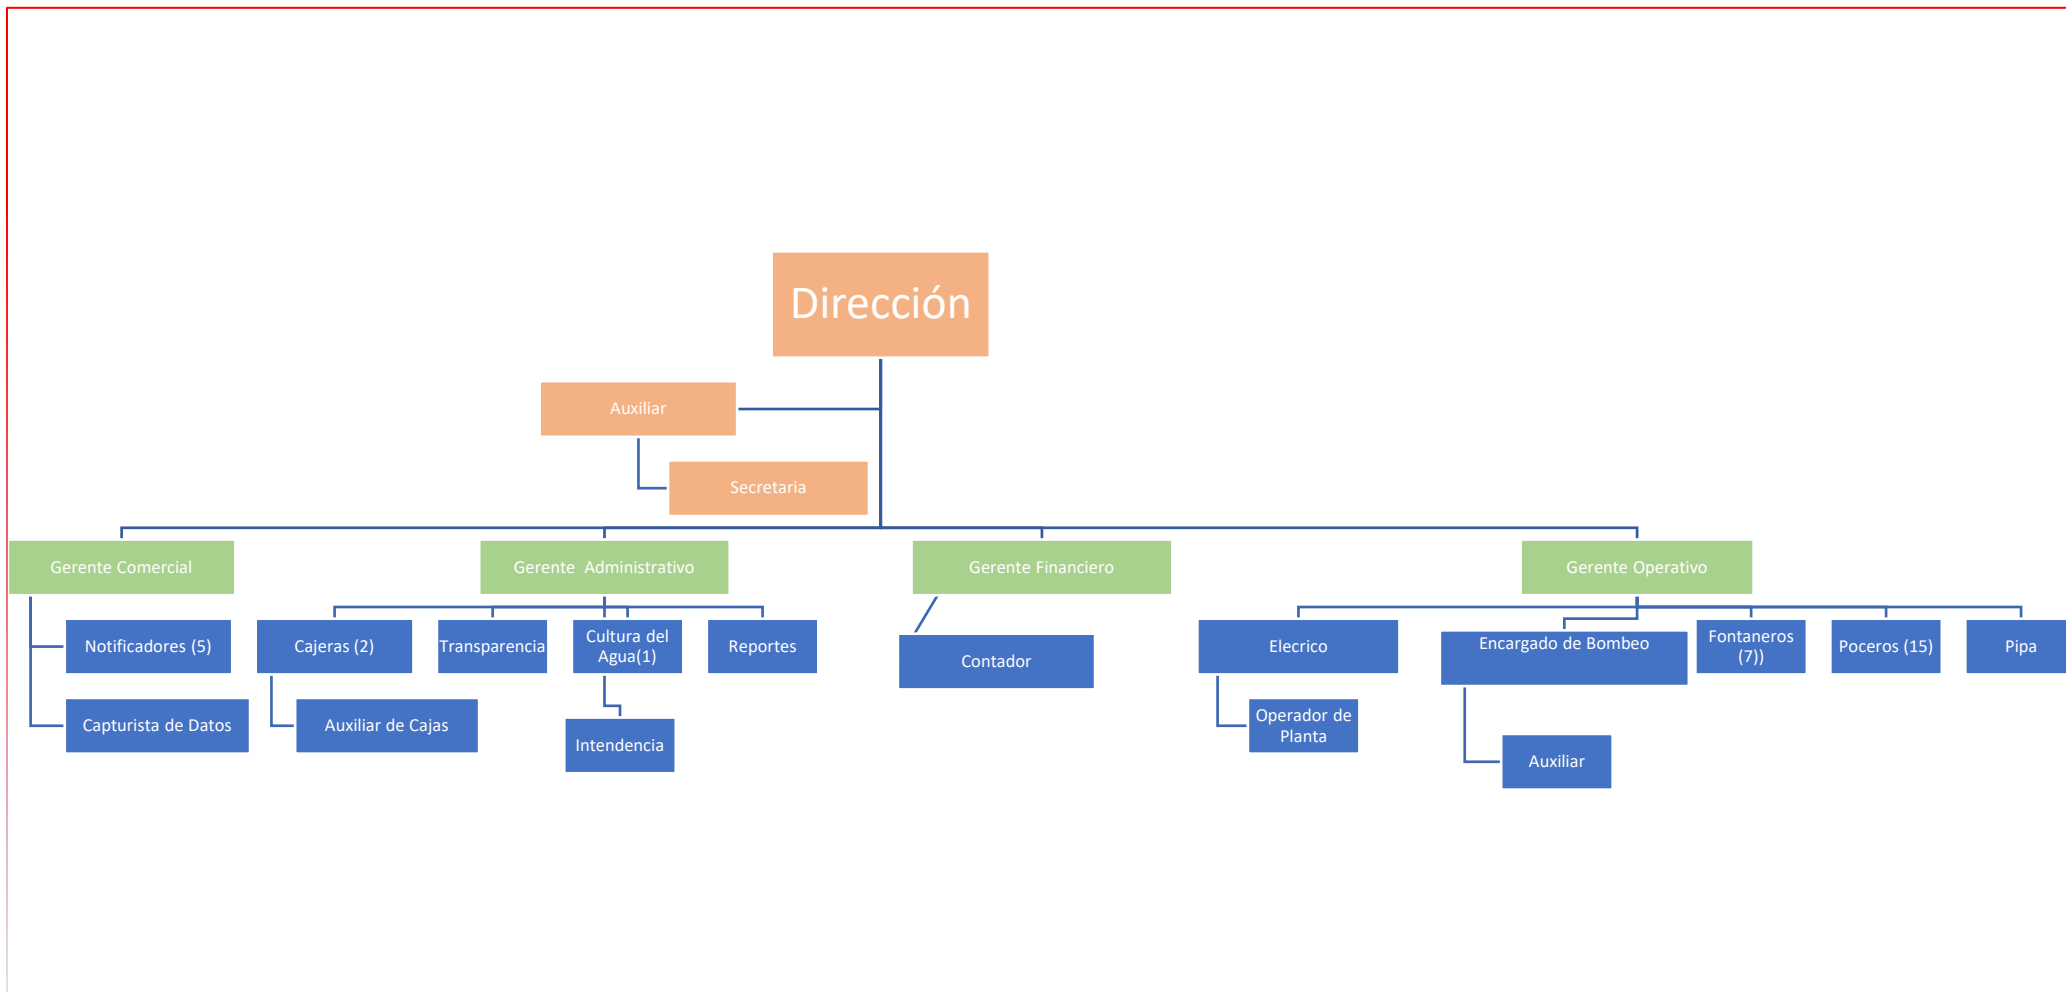 Dirección
Auxiliar
Secretaria
Gerente Comercial
Gerente  Administrativo
Gerente Financiero
Gerente Operativo
Notificadores (5)
Cajeras (2)
Transparencia
Cultura del
Agua(1)
Reportes
Contador
Elecrico
Encargado de Bombeo
Fontaneros
(7))
Poceros (15)
Pipa
Capturista de Datos
Auxiliar de Cajas
Intendencia
Operador de
Planta
Auxiliar